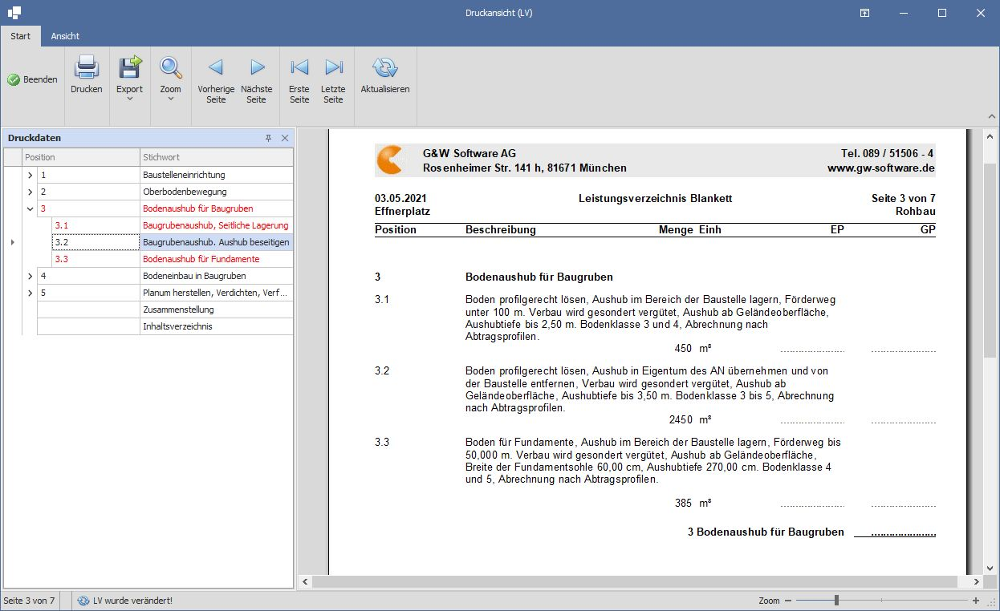 Druckansicht (LV)
Start Ansicht
Beenden
Drucken
Export
Zoom
Vorherige Seite
Nächste Seite
Erste Seite
Letzte Seite
Aktualisieren
Druckdaten
Position Stichwort
1 Baustelleneinrichtung
2 Oberbodenbewegung
3 Bodenaushub für Baugruben
3.1 Baugrubenaushub, Seitliche Lagerung
3.2 Baugrubenaushub. Aushub beseitigen
3.3 Bodenaushub für Fundamente
4 Bodeneinbau in Baugruben
5 Planum herstellen, Verdichten, Verf...
Zusammenstellung
Inhaltsverzeichnis
G&W Software AG Tel. 089 / 51506 - 4
Rosenheimer Str. 141 h, 81671 München www.gw-software.de
03.05.2021 Leistungsverzeichnis Blankett Seite 3 von 7
Effnerplatz Rohbau
Position Beschreibung Menge Einh EP GP
3 Bodenaushub für Baugruben
3.1 Boden profilgerecht lösen, Aushub im Bereich der Baustelle lagern, Förderweg
unter 100 m. Verbau wird gesondert vergütet, Aushub ab Geländeoberfläche,
Aushubtiefe bis 2,50 m. Bodenklasse 3 und 4, Abrechnung nach
Abtragsprofilen.
450 m³ ...................... ......................
3.2 Boden profilgerecht lösen, Aushub in Eigentum des AN übernehmen und von
der Baustelle entfernen, Verbau wird gesondert vergütet, Aushub ab
Geländeoberfläche, Aushubtiefe bis 3,50 m. Bodenklasse 3 bis 5, Abrechnung
nach Abtragsprofilen.
2450 m³ ...................... ......................
3.3 Boden für Fundamente, Aushub im Bereich der Baustelle lagern, Förderweg bis
50,000 m. Verbau wird gesondert vergütet, Aushub ab Geländeoberfläche,
Breite der Fundamentsohle 60,00 cm, Aushubtiefe 270,00 cm. Bodenklasse 4
und 5, Abrechnung nach Abtragsprofilen.
385 m³ ...................... ......................
3 Bodenaushub für Baugruben ......................
Seite 3 von 7 LV wurde verändert! Zoom